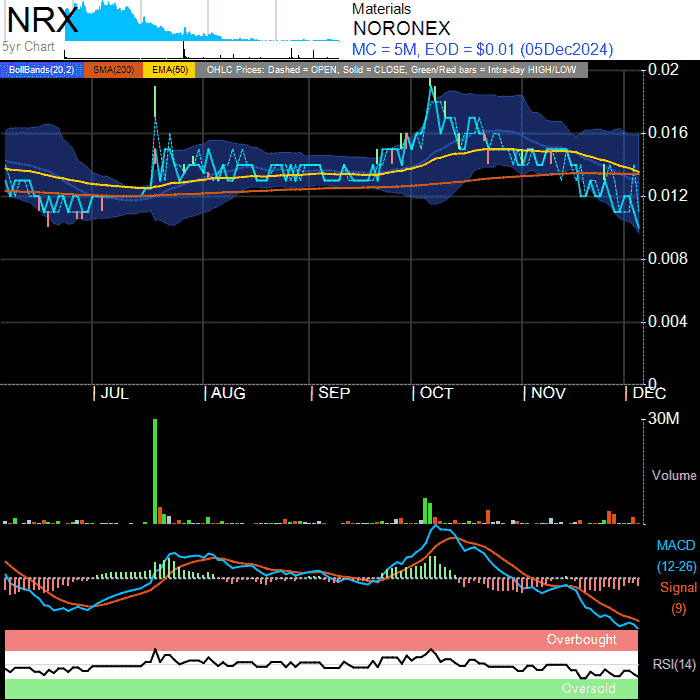 NRX
5yr Chart
Materials
NORONEX
MC = 5M, EOD = $0.01 (05Dec2024)
BollBands(20,2) SMA(200) EMA(50) OHLC Prices: Dashed = OPEN, Solid = CLOSE, Green/Red bars = Intra-day HIGH/LOW
0.02
0.016
0.012
0.008
0.004
0
| JUL | AUG | SEP | OCT | NOV | DEC
30M
Volume
MACD
(12-26)
Signal
(9)
Overbought
RSI(14)
Oversold